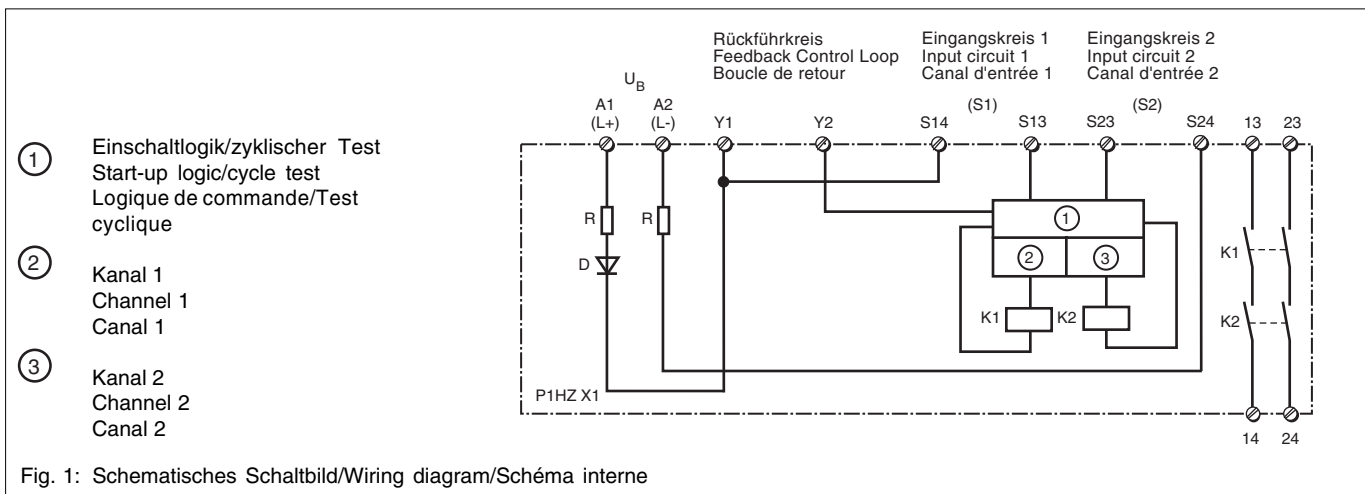 Rückführkreis
Feedback Control Loop
Boucle de retour
Eingangskreis 1
Input circuit 1
Canal d'entrée 1
Eingangskreis 2
Input circuit 2
Canal d'entrée 2
UB
(S1)
(S2)
A1
(L+)
A2
(L-)
Y1
Y2
S14
S13
S23
S24
13
23
1
Einschaltlogik/zyklischer Test
Start-up logic/cycle test
Logique de commande/Test
cyclique
2
Kanal 1
Channel 1
Canal 1
3
Kanal 2
Channel 2
Canal 2
R
R
D
1
2
3
K1
K2
K1
K2
P1HZ X1
14
24
Fig. 1: Schematisches Schaltbild/Wiring diagram/Schéma interne